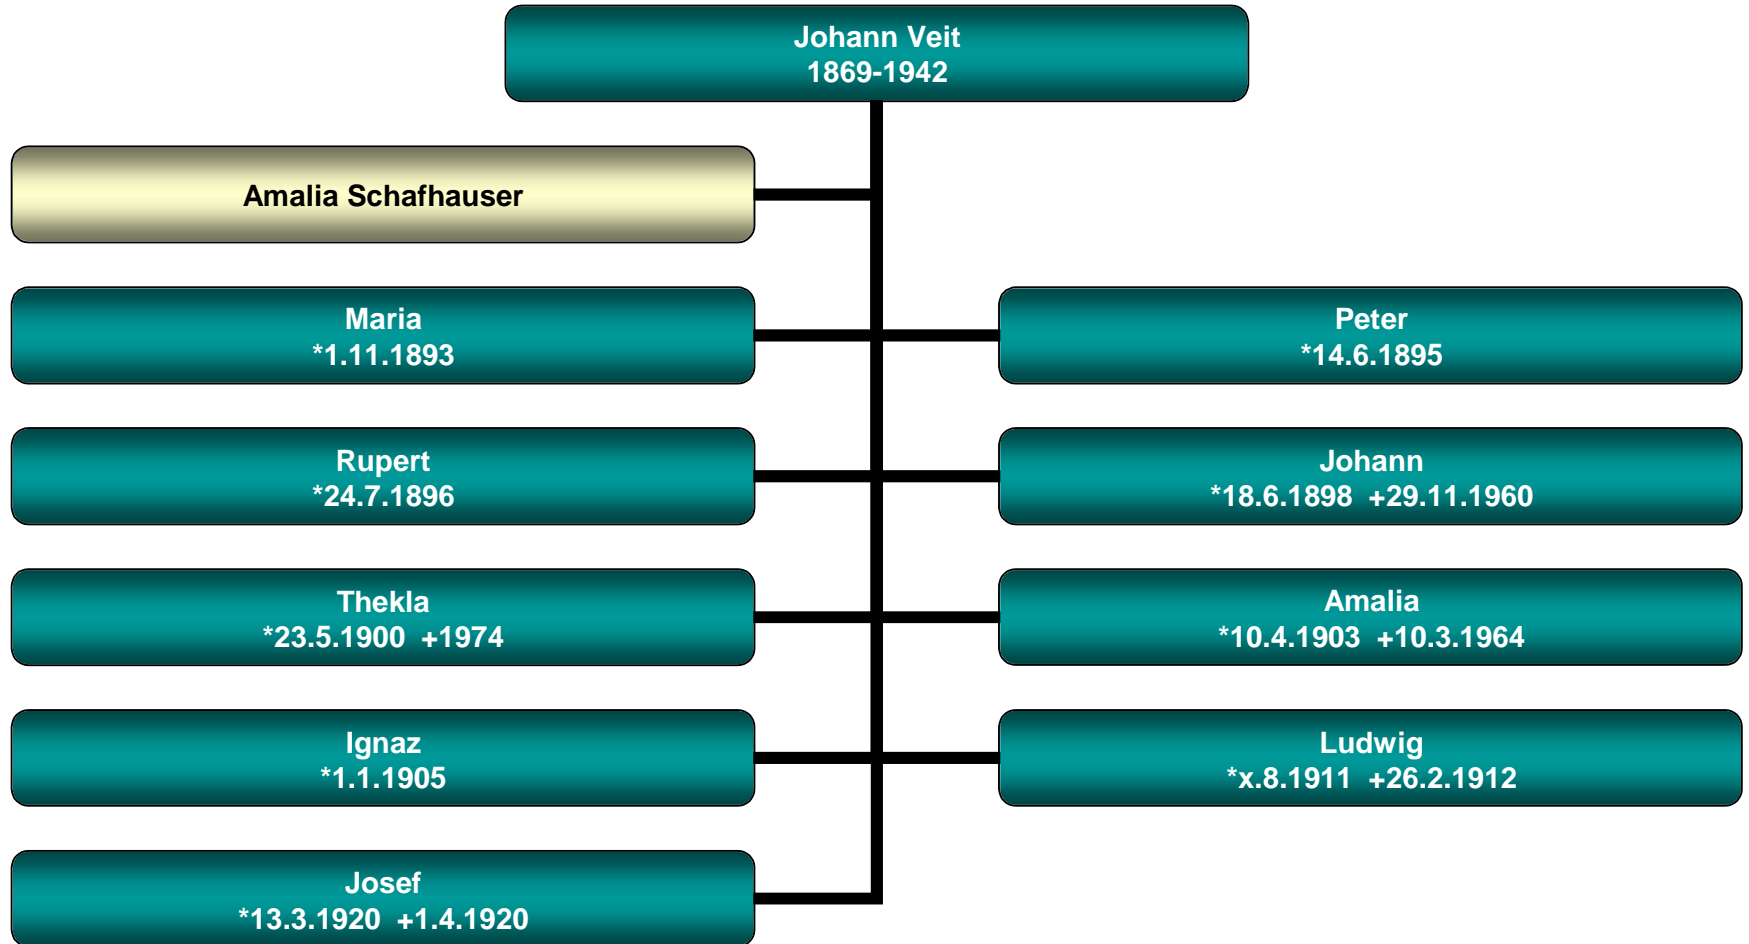 Johann Veit
1869-1942
Amalia Schafhauser
Maria
*1.11.1893
Peter
*14.6.1895
Rupert
*24.7.1896
Johann
*18.6.1898  +29.11.1960
Thekla
*23.5.1900  +1974
Amalia
*10.4.1903  +10.3.1964
Ignaz
*1.1.1905
Ludwig
*x.8.1911  +26.2.1912
Josef
*13.3.1920  +1.4.1920